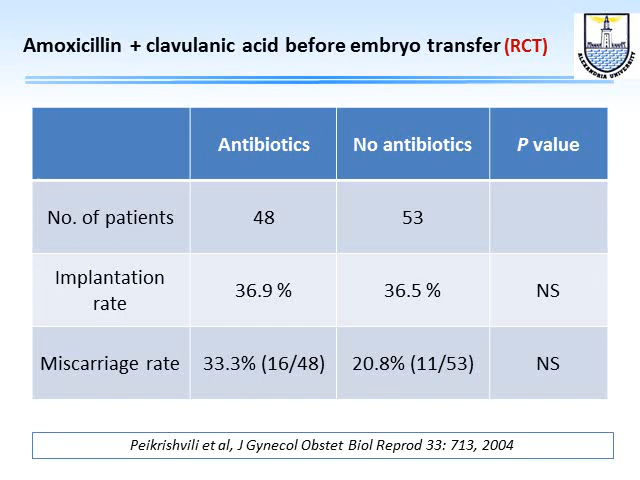 Amoxicillin + clavulanic acid before embryo transfer (RCT)
ALEXANDRIA UNIVERSITY
Antibiotics No antibiotics P value
No. of patients 48 53
Implantation
rate 36.9 % 36.5 % NS
Miscarriage rate 33.3% (16/48) 20.8% (11/53) NS
Peikrishvili et al, J Gynecol Obstet Biol Reprod 33: 713, 2004